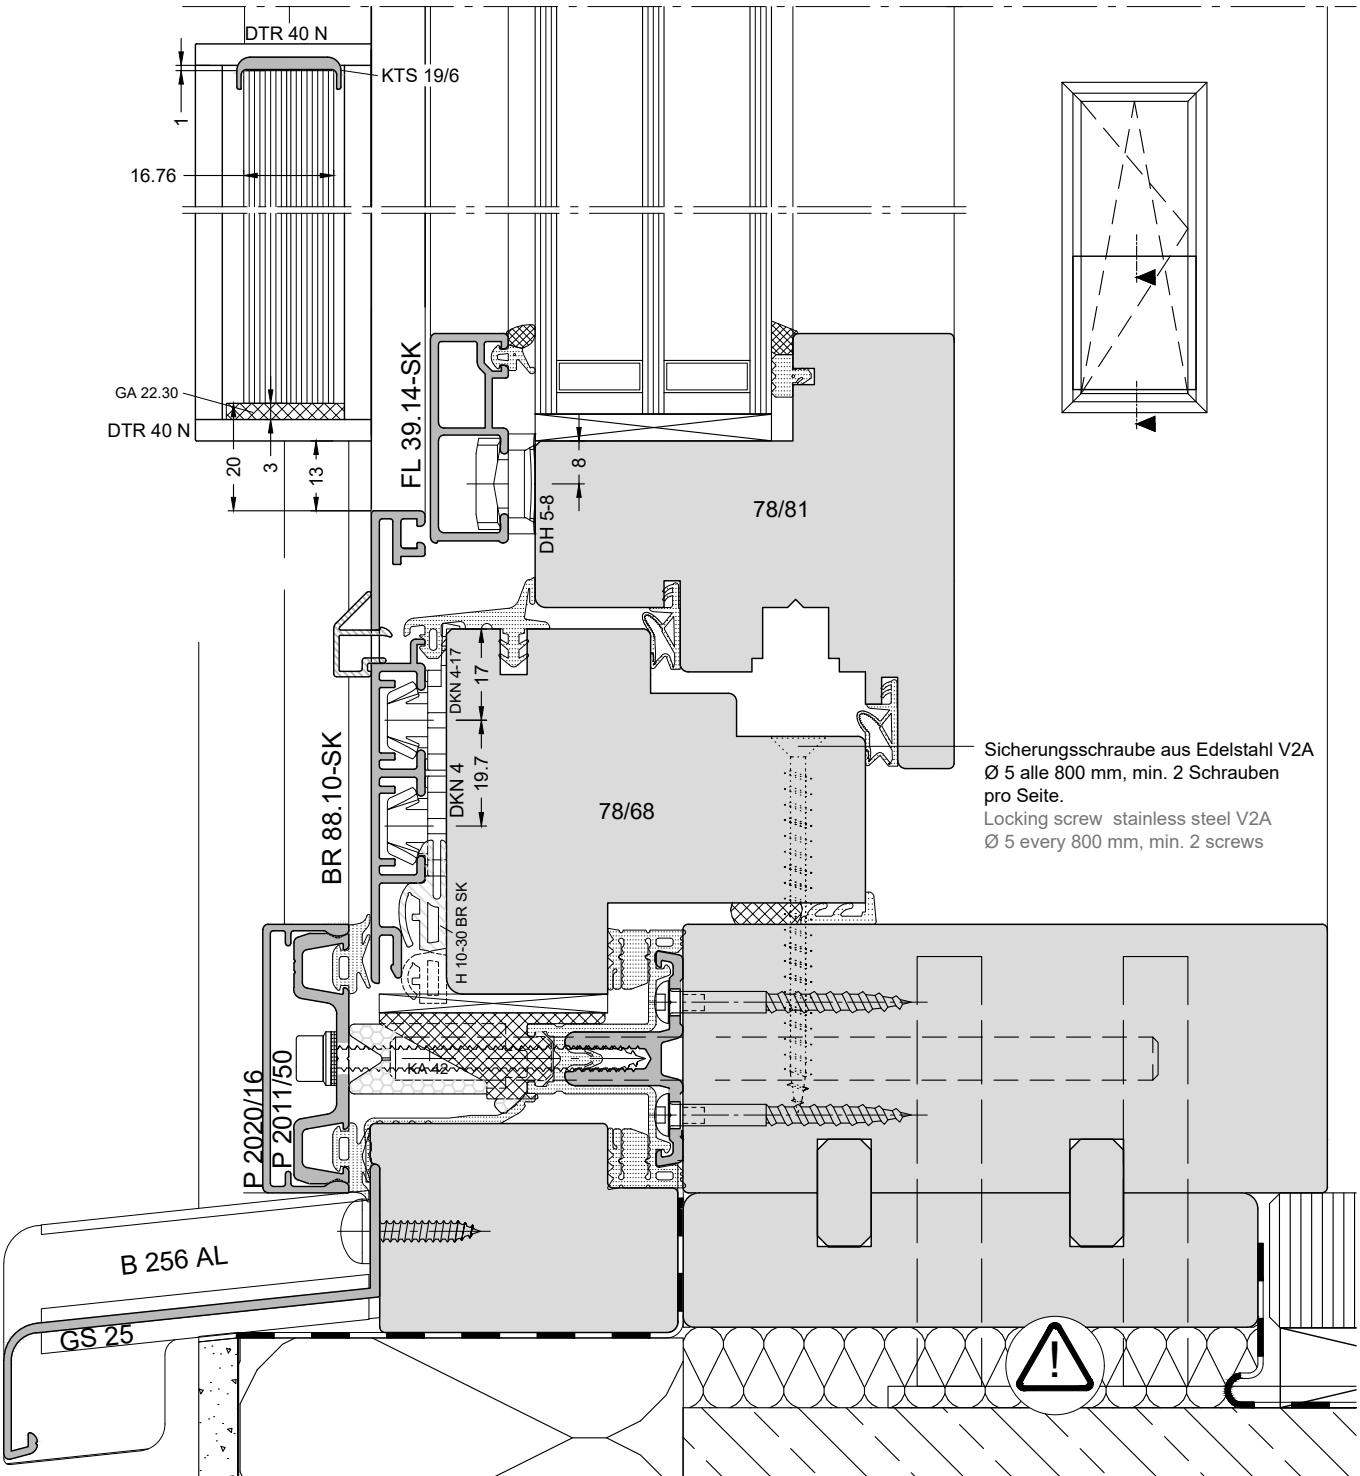 DTR 40 N
KTS 19/6
1
16.76
GA 22.30
DTR 40 N
20
3
13
FL 39.14-SK
8
DH 5-8
78/81
DKN 4-17
17
BR 88.10-SK
DKN 4
19.7
78/68
Sicherungsschraube aus Edelstahl V2A
Ø 5 alle 800 mm, min. 2 Schrauben
pro Seite.
Locking screw  stainless steel V2A
Ø 5 every 800 mm, min. 2 screws
H 10-30 BR SK
KA 42
P 2020/16
P 2011/50
B 256 AL
GS 25
!